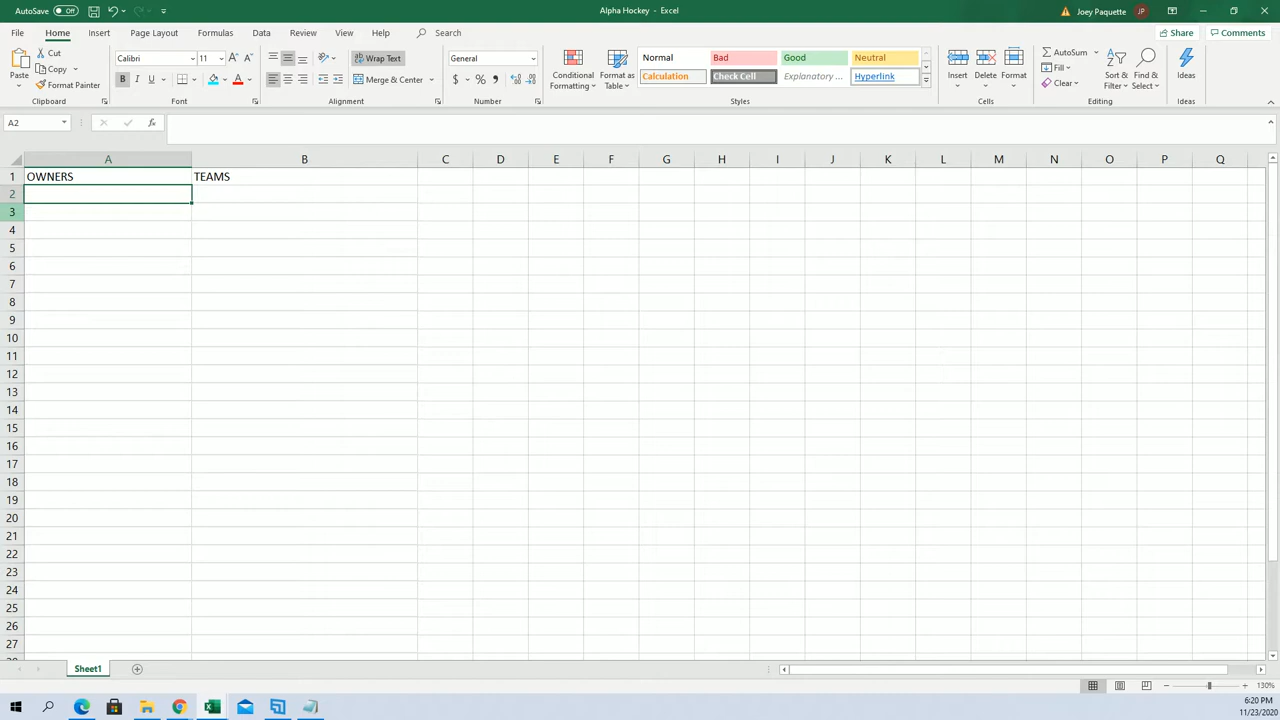 AutoSave Off Alpha Hockey - Excel Joey Paquette JP
File Home Insert Page Layout Formulas Data Review View Help Search Share Comments
Paste Cut Copy Format Painter Clipboard
Calibri 11 B I U A Font
Wrap Text Merge & Center Alignment
General $ % Number
Conditional Formatting Format as Table
Normal Bad Good Neutral
Calculation Check Cell Explanatory ... Hyperlink
Styles
Insert Delete Format Cells
AutoSum Fill Clear Sort & Filter Find & Select Editing
Ideas Ideas
A2 fx
A B C D E F G H I J K L M N O P Q
1 OWNERS TEAMS
2
3
4
5
6
7
8
9
10
11
12
13
14
15
16
17
18
19
20
21
22
23
24
25
26
27
Sheet1
130%
6:20 PM
11/23/2020